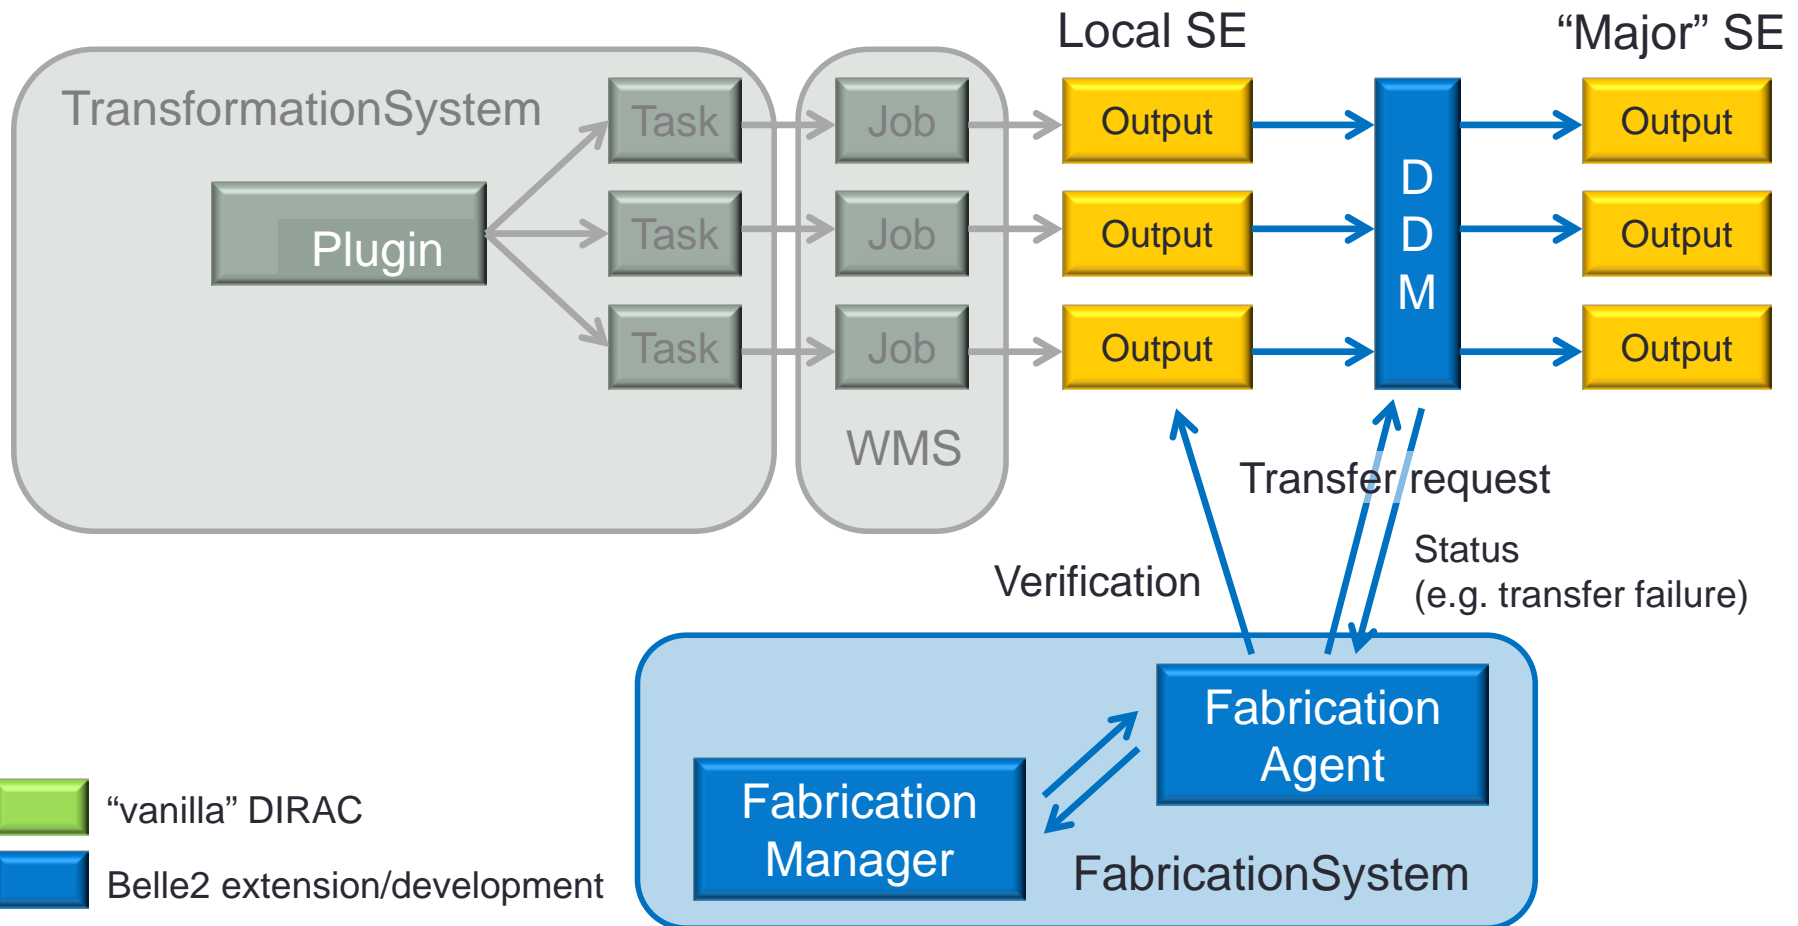 Local SE
“Major” SE
TransformationSystem
Task
Job
Output
Output
Plugin
Task
Job
Output
Output
Task
Job
Output
Output
D
D
M
WMS
Transfer request
Verification
Status
(e.g. transfer failure)
Fabrication
Agent
Fabrication
Manager
FabricationSystem
“vanilla” DIRAC
Belle2 extension/development